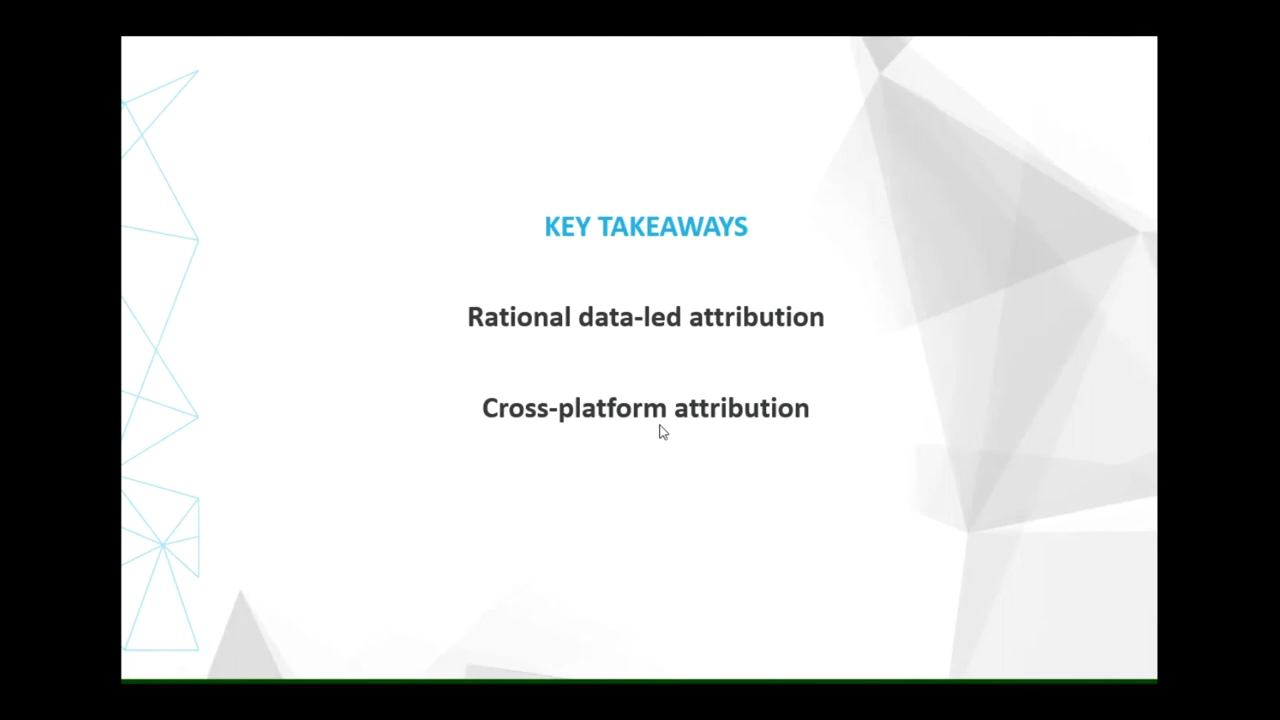 KEY TAKEAWAYS
Rational data-led attribution
Cross-platform attribution